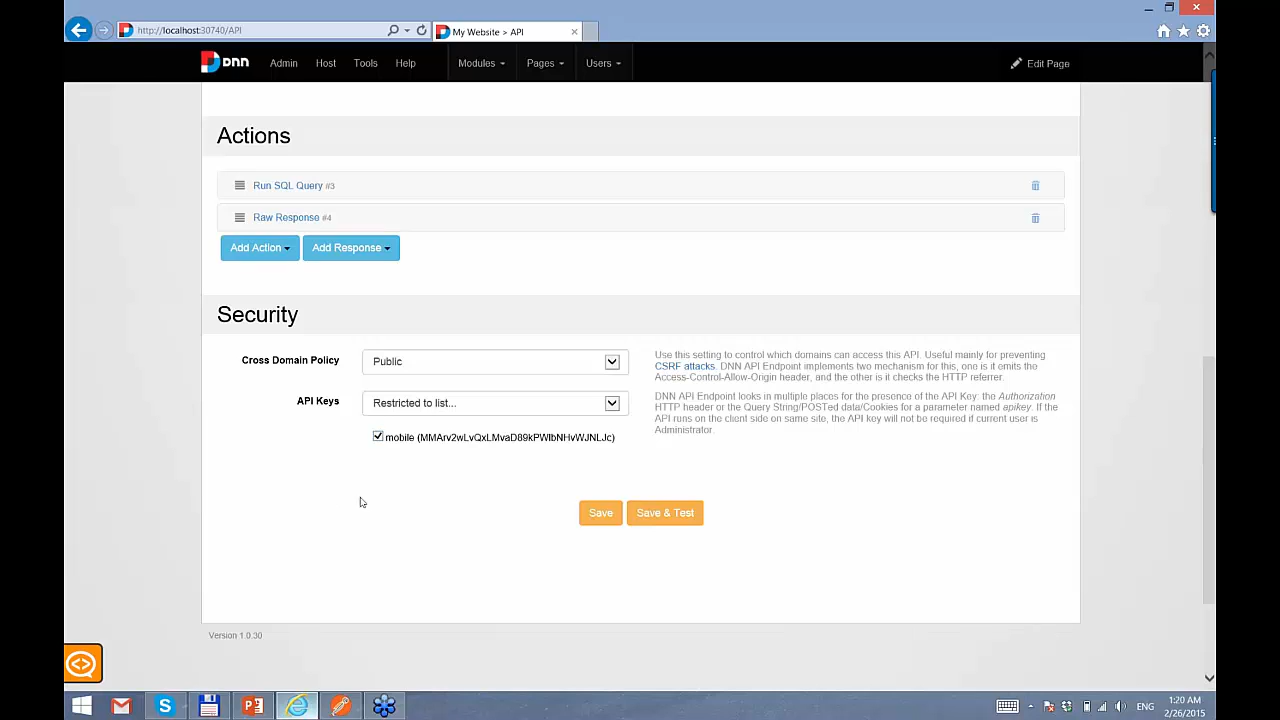 http://localhost:30740/API
My Website > API
dnn
Admin
Host
Tools
Help
Modules
Pages
Users
Edit Page
Actions
Run SQL Query #3
Raw Response #4
Add Action
Add Response
Security
Cross Domain Policy
Public
Use this setting to control which domains can access this API. Useful mainly for preventing
CSRF attacks. DNN API Endpoint implements two mechanism for this, one is it emits the
Access-Control-Allow-Origin header, and the other is it checks the HTTP referrer.
API Keys
Restricted to list...
DNN API Endpoint looks in multiple places for the presence of the API Key: the Authorization
HTTP header or the Query String/POSTed data/Cookies for a parameter named apikey. If the
API runs on the client side on same site, the API key will not be required if current user is
Administrator.
mobile (MMArv2wLvQxLMvaD89kPWIbNHvWJNLJc)
Save
Save & Test
Version 1.0.30
ENG
1:20 AM
2/26/2015